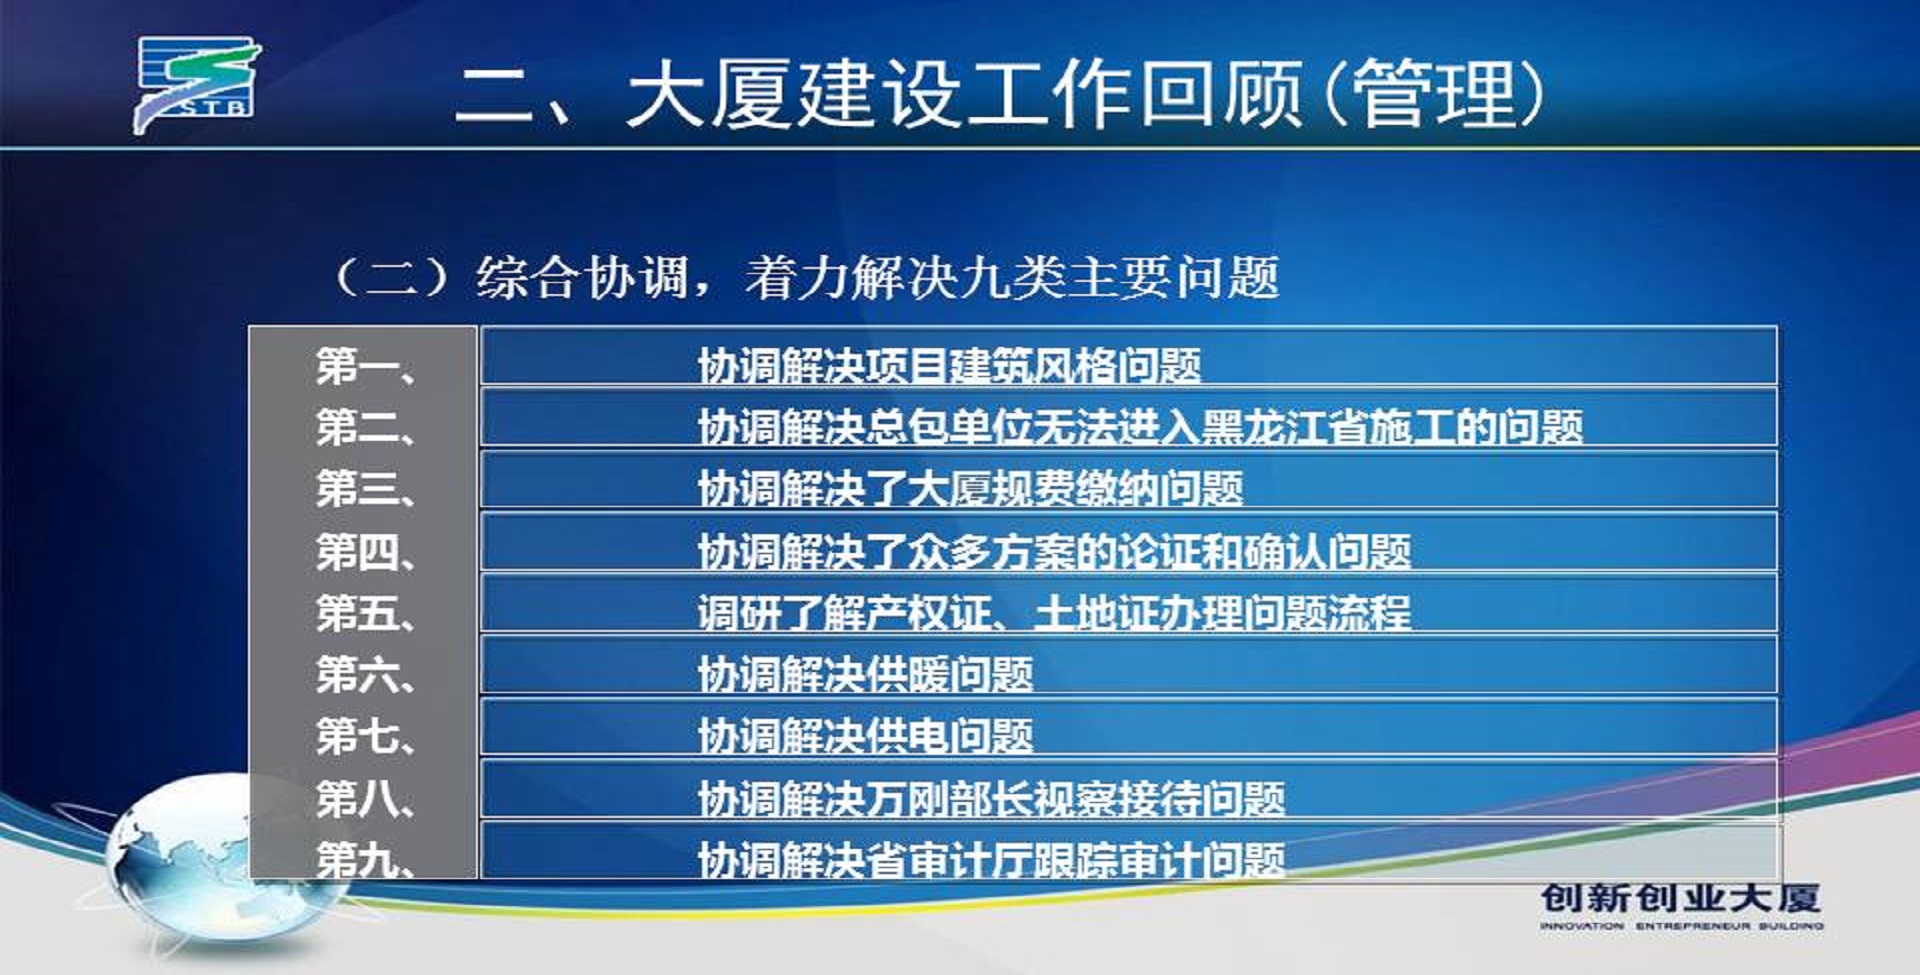 STB
二、大厦建设工作回顾(管理)
（二）综合协调，着力解决九类主要问题
第一、 协调解决项目建筑风格问题
第二、 协调解决总包单位无法进入黑龙江省施工的问题
第三、 协调解决了大厦规费缴纳问题
第四、 协调解决了众多方案的论证和确认问题
第五、 调研了解产权证、土地证办理问题流程
第六、 协调解决供暖问题
第七、 协调解决供电问题
第八、 协调解决万刚部长视察接待问题
第九、 协调解决省审计厅跟踪审计问题
创新创业大厦
INNOVATION ENTREPRENEUR BUILDING